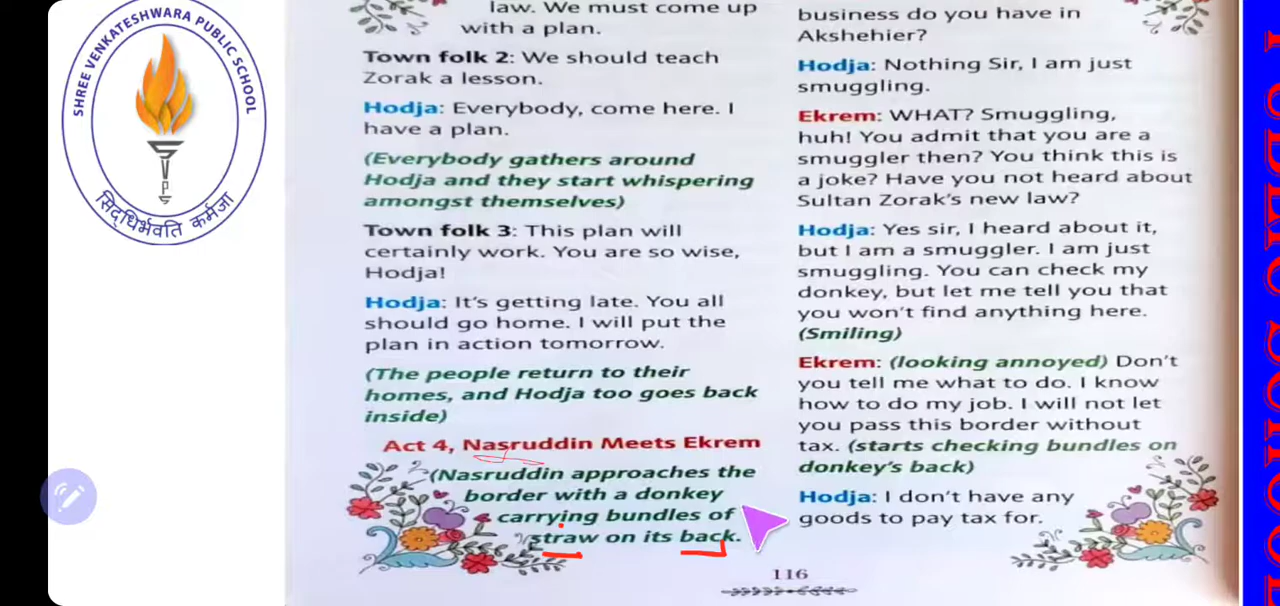 SHREE VENKATESHWARA PUBLIC SCHOOL
S
V
P
S
सिद्धिर्भवति कर्मजा
law. We must come up
with a plan.
Town folk 2: We should teach
Zorak a lesson.
Hodja: Everybody, come here. I
have a plan.
(Everybody gathers around
Hodja and they start whispering
amongst themselves)
Town folk 3: This plan will
certainly work. You are so wise,
Hodja!
Hodja: It's getting late. You all
should go home. I will put the
plan in action tomorrow.
(The people return to their
homes, and Hodja too goes back
inside)
Act 4, Nasruddin Meets Ekrem
(Nasruddin approaches the
border with a donkey
carrying bundles of
straw on its back.
business do you have in
Akshehier?
Hodja: Nothing Sir, I am just
smuggling.
Ekrem: WHAT? Smuggling,
huh! You admit that you are a
smuggler then? You think this is
a joke? Have you not heard about
Sultan Zorak's new law?
Hodja: Yes sir, I heard about it,
but I am a smuggler. I am just
smuggling. You can check my
donkey, but let me tell you that
you won't find anything here.
(Smiling)
Ekrem: (looking annoyed) Don't
you tell me what to do. I know
how to do my job. I will not let
you pass this border without
tax. (starts checking bundles on
donkey's back)
Hodja: I don't have any
goods to pay tax for.
116